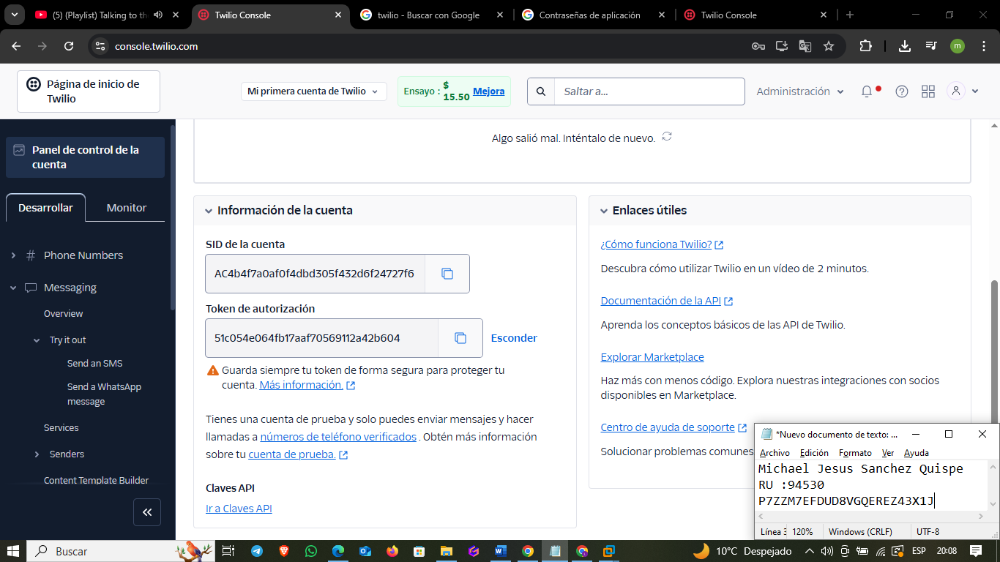 (5) (Playlist) Talking to th
Twilio Console
twilio - Buscar con Google
Contraseñas de aplicación
Twilio Console
console.twilio.com
m
Página de inicio de
Twilio
Mi primera cuenta de Twilio
Ensayo : $ 15.50 Mejora
Saltar a...
Administración
Panel de control de la
cuenta
Desarrollar
Monitor
# Phone Numbers
Messaging
Overview
Try it out
Send an SMS
Send a WhatsApp
message
Services
Senders
Content Template Builder
Algo salió mal. Inténtalo de nuevo.
Información de la cuenta
SID de la cuenta
AC4b4f7a0af0f4dbd305f432d6f24727f6
Token de autorización
51c054e064fb17aaf70569112a42b604
Esconder
Guarda siempre tu token de forma segura para proteger tu
cuenta. Más información.
Tienes una cuenta de prueba y solo puedes enviar mensajes y hacer
llamadas a números de teléfono verificados . Obtén más información
sobre tu cuenta de prueba.
Claves API
Ir a Claves API
Enlaces útiles
¿Cómo funciona Twilio?
Descubra cómo utilizar Twilio en un vídeo de 2 minutos.
Documentación de la API
Aprenda los conceptos básicos de las API de Twilio.
Explorar Marketplace
Haz más con menos código. Explora nuestras integraciones con socios
disponibles en Marketplace.
Centro de ayuda de soporte
Solucionar problemas comunes
*Nuevo documento de texto: ...
Archivo Edición Formato Ver Ayuda
Michael Jesus Sanchez Quispe
RU :94530
P7ZZM7EFDUD8VGQEREZ43X1J
Línea 3
120%
Windows (CRLF)
UTF-8
Buscar
10°C Despejado
ESP
20:08